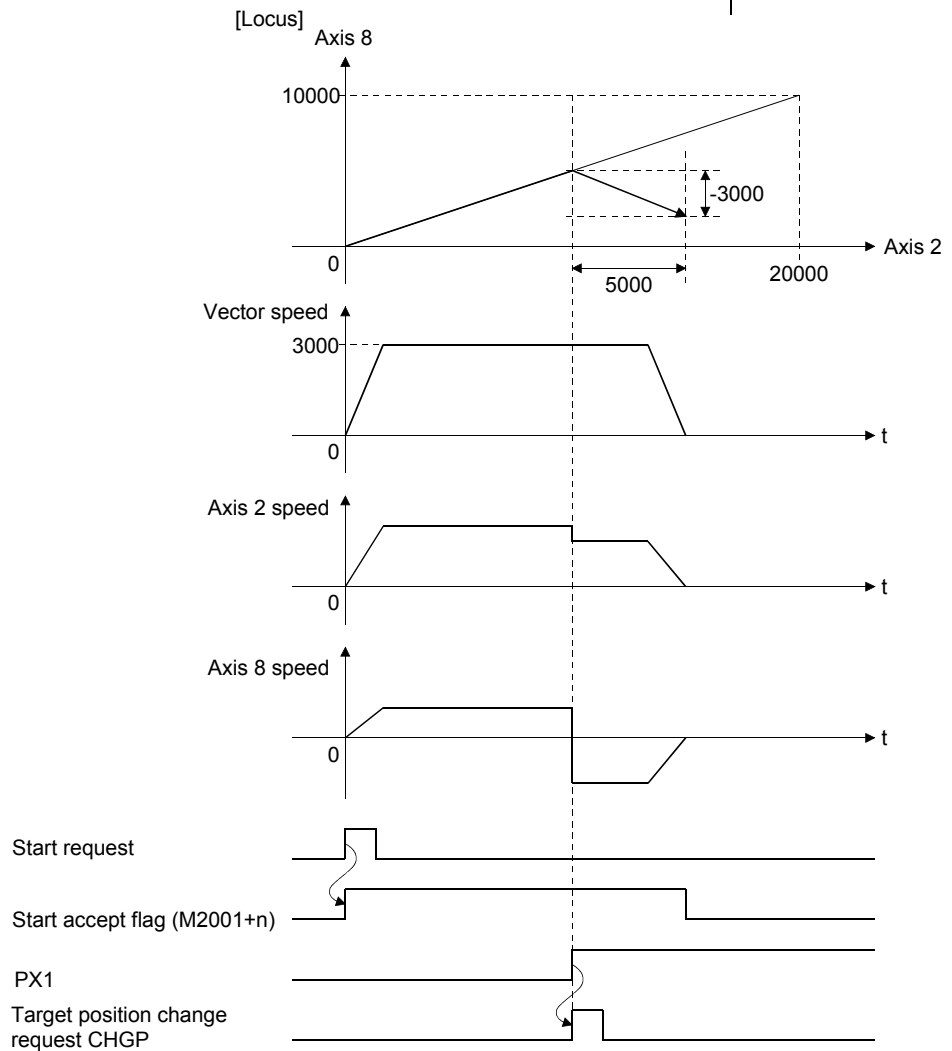 [Locus]
Axis 8
10000
-3000
Axis 2
0
5000
20000
Vector speed
3000
t
0
Axis 2 speed
t
0
Axis 8 speed
t
0
Start request
Start accept flag (M2001+n)
PX1
Target position change
request CHGP